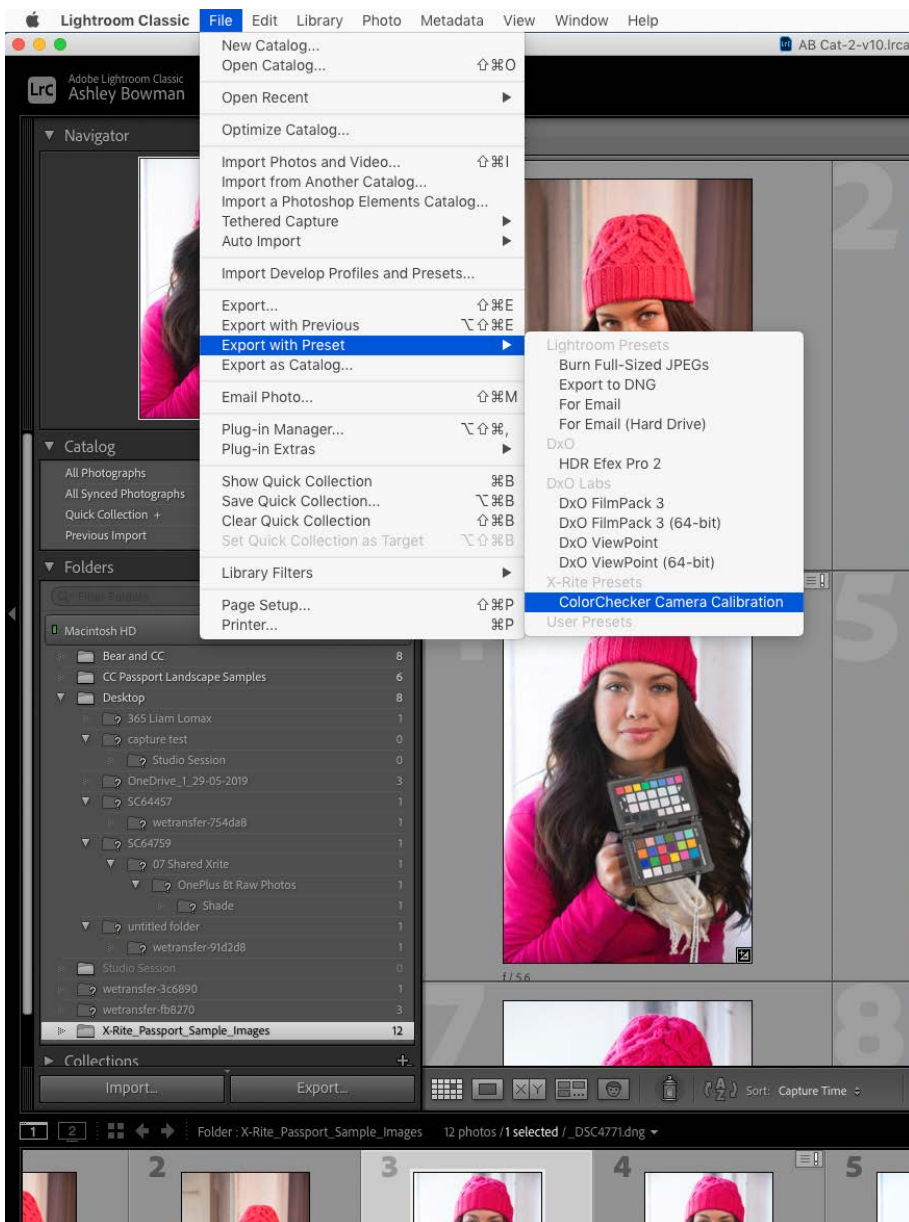 Lightroom Classic File Edit Library Photo Metadata View Window Help
AB Cat-2-v10.lrca
LrC
Adobe Lightroom Classic
Ashley Bowman
New Catalog...
Open Catalog... ⇧⌘O
Open Recent
Optimize Catalog...
Import Photos and Video... ⇧⌘I
Import from Another Catalog...
Import a Photoshop Elements Catalog...
Tethered Capture
Auto Import
Import Develop Profiles and Presets...
Export... ⇧⌘E
Export with Previous ⌥⇧⌘E
Export with Preset
Export as Catalog...
Email Photo... ⇧⌘M
Plug-in Manager... ⌥⇧⌘,
Plug-in Extras
Show Quick Collection ⌘B
Save Quick Collection... ⌥⌘B
Clear Quick Collection ⇧⌘B
Set Quick Collection as Target ⌥⇧⌘B
Library Filters
Page Setup... ⇧⌘P
Printer... ⌘P
Lightroom Presets
Burn Full-Sized JPEGs
Export to DNG
For Email
For Email (Hard Drive)
DxO
HDR Efex Pro 2
DxO Labs
DxO FilmPack 3
DxO FilmPack 3 (64-bit)
DxO ViewPoint
DxO ViewPoint (64-bit)
X-Rite Presets
ColorChecker Camera Calibration
User Presets
Navigator
Catalog
All Photographs
All Synced Photographs
Quick Collection +
Previous Import
Folders
Filter Folders
Macintosh HD
Bear and CC 8
CC Passport Landscape Samples 6
Desktop 8
365 Liam Lomax 1
capture test 0
Studio Session 0
OneDrive_1_29-05-2019 3
SC64457 1
wetransfer-754da8 1
SC64759 1
07 Shared Xrite 1
OnePlus 8t Raw Photos 1
Shade 1
untitled folder 1
wetransfer-91d2d8 1
Studio Session 0
wetransfer-3c6890 1
wetransfer-fb8270 3
X-Rite_Passport_Sample_Images 12
Collections +
Import... Export...
2
5
f / 5.6
7 8
X Y
Sort: Capture Time
1 2 Folder : X-Rite_Passport_Sample_Images 12 photos / 1 selected / _DSC4771.dng
2 3 4 5